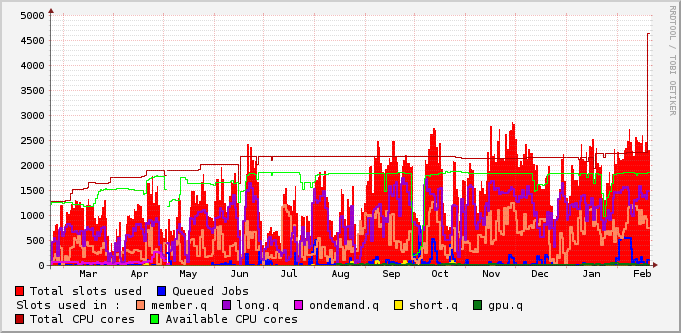 5000
4500
4000
3500
3000
2500
2000
1500
1000
500
0
Mar Apr May Jun Jul Aug Sep Oct Nov Dec Jan Feb
RRDTOOL / TOBI OETIKER
Total slots used Queued Jobs
Slots used in : member.q long.q ondemand.q short.q gpu.q
Total CPU cores Available CPU cores